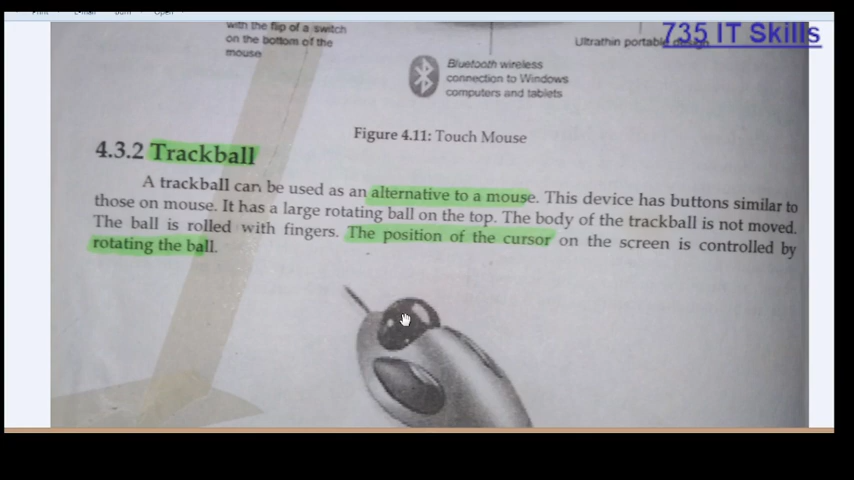 with the flip of a switch
on the bottom of the
mouse
Ultrathin portable
735 IT Skills
Bluetooth wireless
connection to Windows
computers and tablets
Figure 4.11: Touch Mouse
4.3.2 Trackball
A trackball can be used as an alternative to a mouse. This device has buttons similar to
those on mouse. It has a large rotating ball on the top. The body of the trackball is not moved.
The ball is rolled with fingers. The position of the cursor on the screen is controlled by
rotating the ball.